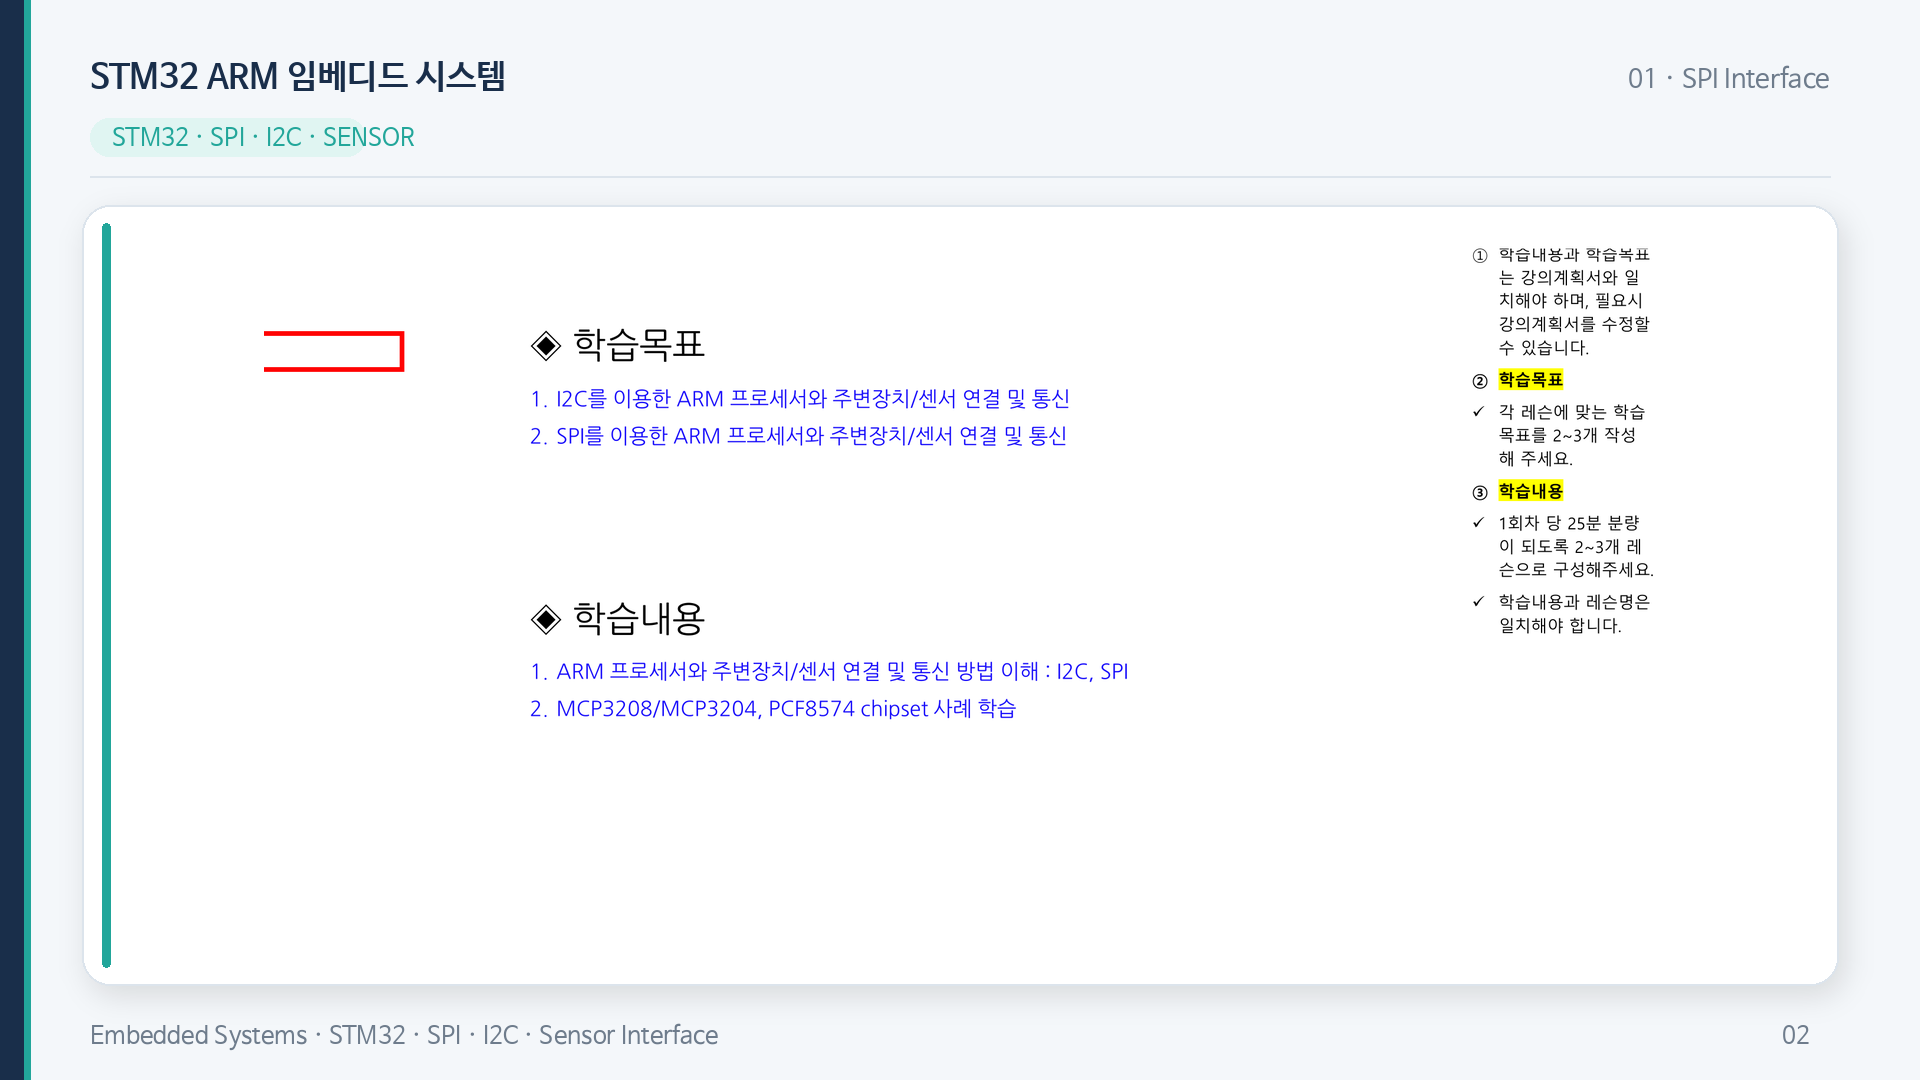 STM32 ARM 임베디드 시스템
01 · SPI Interface
STM32 · SPI · I2C · SENSOR
◈ 학습목표
1. I2C를 이용한 ARM 프로세서와 주변장치/센서 연결 및 통신
2. SPI를 이용한 ARM 프로세서와 주변장치/센서 연결 및 통신
◈ 학습내용
1. ARM 프로세서와 주변장치/센서 연결 및 통신 방법 이해 : I2C, SPI
2. MCP3208/MCP3204, PCF8574 chipset 사례 학습
① 학습내용과 학습목표
는 강의계획서와 일
치해야 하며, 필요시
강의계획서를 수정할
수 있습니다.
② 학습목표
✓ 각 레슨에 맞는 학습
목표를 2~3개 작성
해 주세요.
③ 학습내용
✓ 1회차 당 25분 분량
이 되도록 2~3개 레
슨으로 구성해주세요.
✓ 학습내용과 레슨명은
일치해야 합니다.
Embedded Systems · STM32 · SPI · I2C · Sensor Interface
02